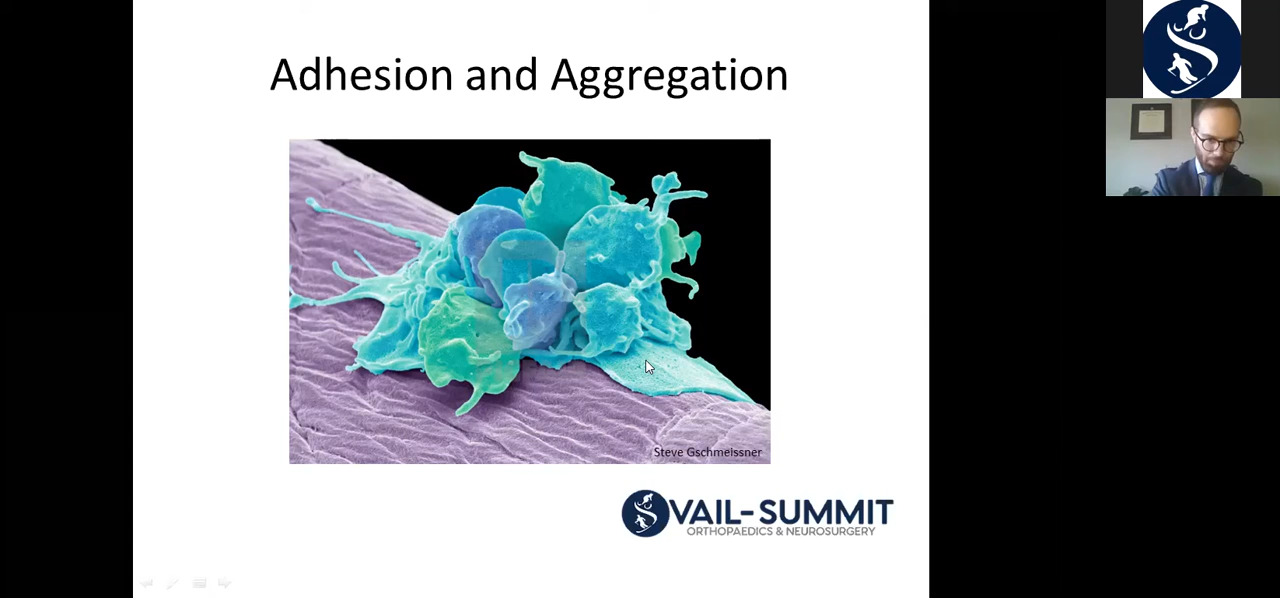 Adhesion and Aggregation
Steve Gschmeissner
VAIL-SUMMIT
ORTHOPAEDICS & NEUROSURGERY